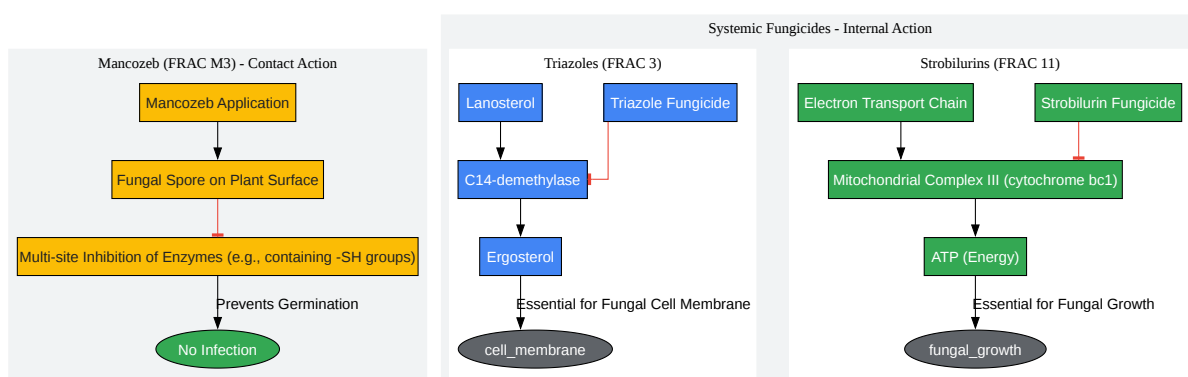 Systemic Fungicides - Internal Action
Mancozeb (FRAC M3) - Contact Action
Triazoles (FRAC 3)
Strobilurins (FRAC 11)
Mancozeb Application
Lanosterol
Triazole Fungicide
Electron Transport Chain
Strobilurin Fungicide
Fungal Spore on Plant Surface
C14-demethylase
Mitochondrial Complex III (cytochrome bc1)
Multi-site Inhibition of Enzymes (e.g., containing -SH groups)
Ergosterol
ATP (Energy)
Prevents Germination
Essential for Fungal Cell Membrane
Essential for Fungal Growth
No Infection
cell_membrane
fungal_growth